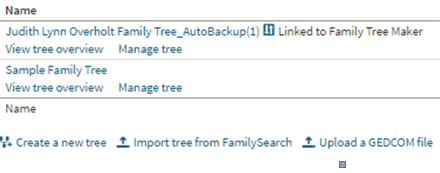 Name
Judith Lynn Overholt Family Tree_AutoBackup(1) Linked to Family Tree Maker
View tree overview Manage tree
Sample Family Tree
View tree overview Manage tree
Name
Create a new tree Import tree from FamilySearch Upload a GEDCOM file